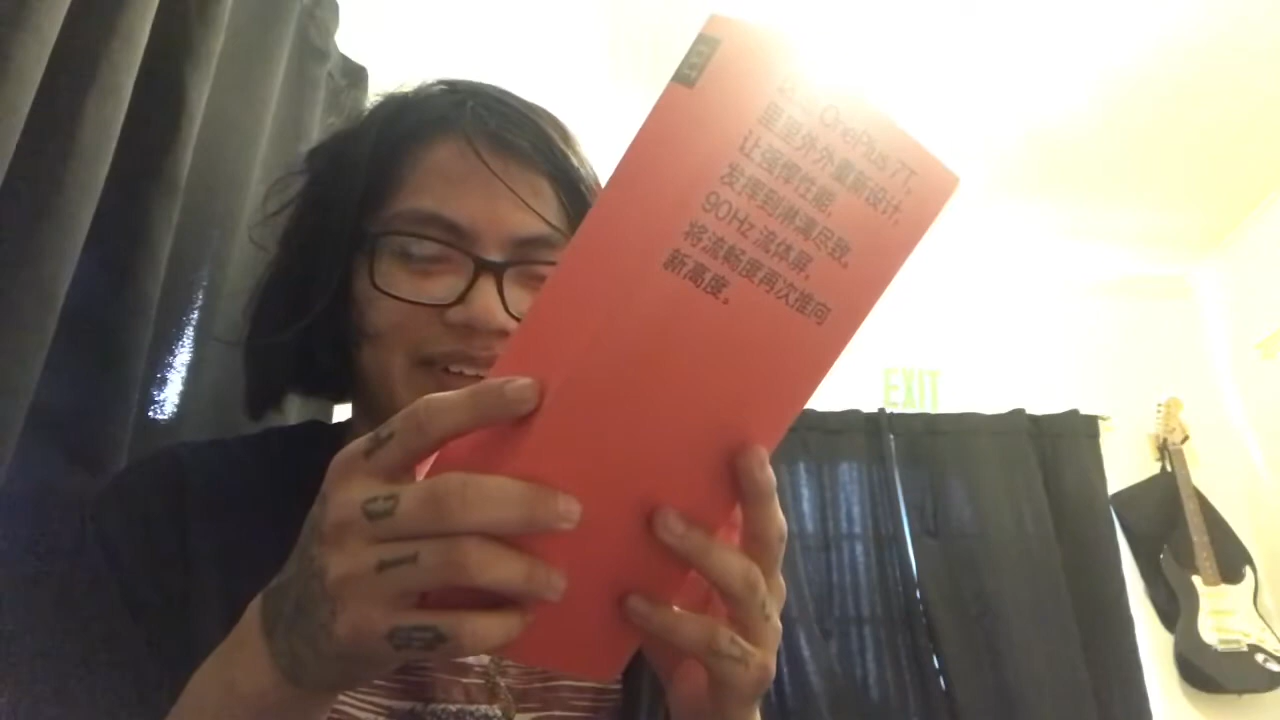 OnePlus 7T,
里里外外重新设计,
让强悍性能,
发挥到淋漓尽致。
90Hz 流体屏,
将流畅度再次推向
新高度。
EXIT